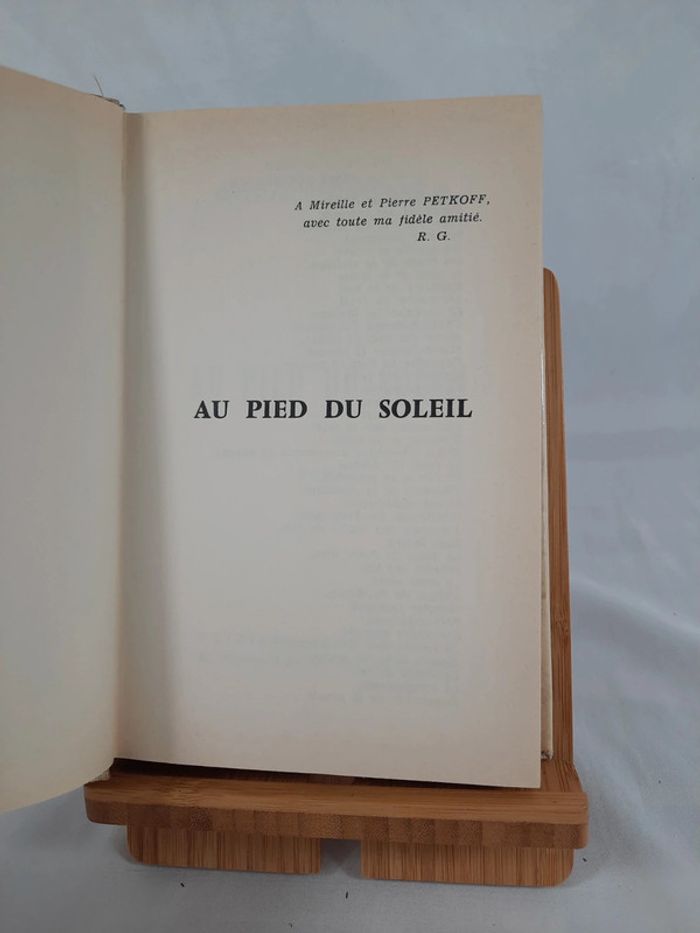 A Mireille et Pierre PETKOFF,
avec toute ma fidèle amitié.
R. G.
AU PIED DU SOLEIL